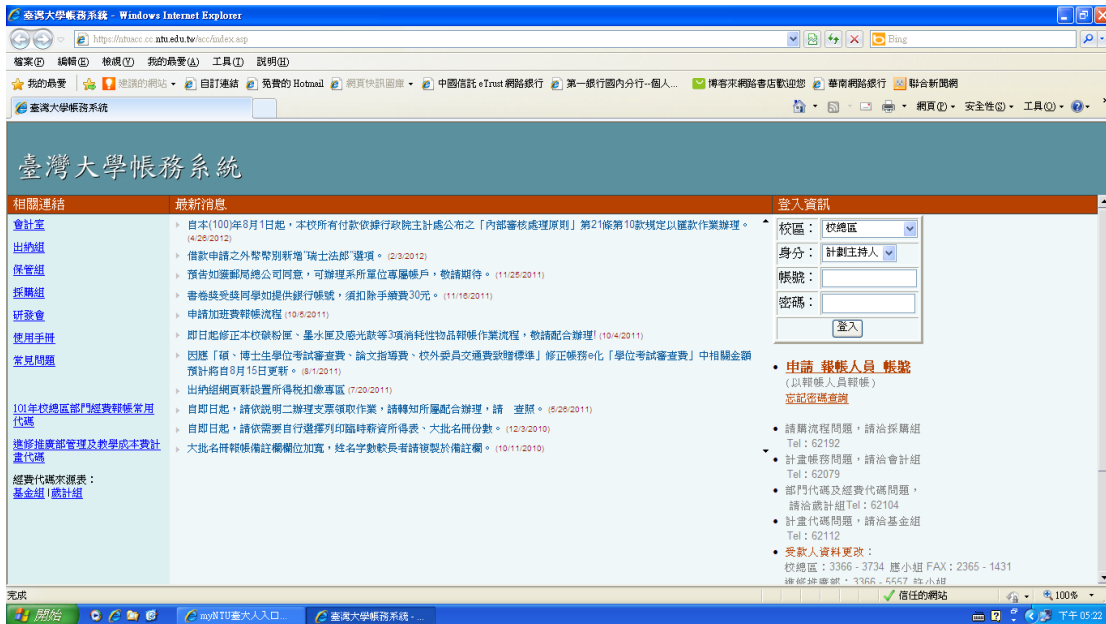 臺灣大學帳務系統 - Windows Internet Explorer
https://ntuacc.cc.ntu.edu.tw/acc/index.asp
Bing
檔案(F) 編輯(E) 檢視(V) 我的最愛(A) 工具(T) 說明(H)
我的最愛 建議的網站 自訂連結 免費的 Hotmail 網頁快訊圖庫 中國信託 eTrust 網路銀行 第一銀行國內分行--個人... 博客來網路書店歡迎您 華南網路銀行 聯合新聞網
臺灣大學帳務系統
網頁(P) 安全性(S) 工具(O)
臺灣大學帳務系統
相關連結
會計室
出納組
保管組
採購組
研發會
使用手冊
常見問題
101年校總區部門經費報帳常用
代碼
進修推廣部管理及教學成本費計
畫代碼
經費代碼來源表：
基金組 | 歲計組
最新消息
自本(100)年8月1日起，本校所有付款依據行政院主計處公布之「內部審核處理原則」第21條第10款規定以匯款作業辦理。
(4/26/2012)
借款申請之外幣幣別新增"瑞士法郎"選項。 (2/3/2012)
預告如獲郵局總公司同意，可辦理系所單位專屬帳戶，敬請期待。 (11/25/2011)
書卷獎受獎同學如提供銀行帳號，須扣除手續費30元。 (11/16/2011)
申請加班費報帳流程 (10/5/2011)
即日起修正本校碳粉匣、墨水匣及感光鼓等3項消耗性物品報帳作業流程，敬請配合辦理! (10/4/2011)
因應「碩、博士生學位考試審查費、論文指導費、校外委員交通費致贈標準」修正帳務e化「學位考試審查費」中相關金額
預計將自8月15日更新。 (8/1/2011)
出納組網頁新設置所得稅扣繳專區 (7/20/2011)
自即日起，請依說明二辦理支票領取作業，請轉知所屬配合辦理，請 查照。 (5/26/2011)
自即日起，請依需要自行選擇列印臨時薪資所得表、大批名冊份數。 (12/3/2010)
大批名冊報帳備註欄欄位加寬，姓名字數較長者請複製於備註欄。 (10/11/2010)
登入資訊
校區： 校總區
身分： 計劃主持人
帳號：
密碼：
登入
申請 報帳人員 帳號
(以報帳人員報帳)
忘記密碼查詢
請購流程問題，請洽採購組
Tel：62192
計畫帳務問題，請洽會計組
Tel：62079
部門代碼及經費代碼問題，
請洽歲計組Tel：62104
計畫代碼問題，請洽基金組
Tel：62112
受款人資料更改：
校總區：3366 - 3734 應小姐 FAX：2365 - 1431
進修推廣部：3366 - 5557 許小姐
完成
信任的網站
100%
開始
myNTU臺大人入口...
臺灣大學帳務系統 - ...
下午 05:22